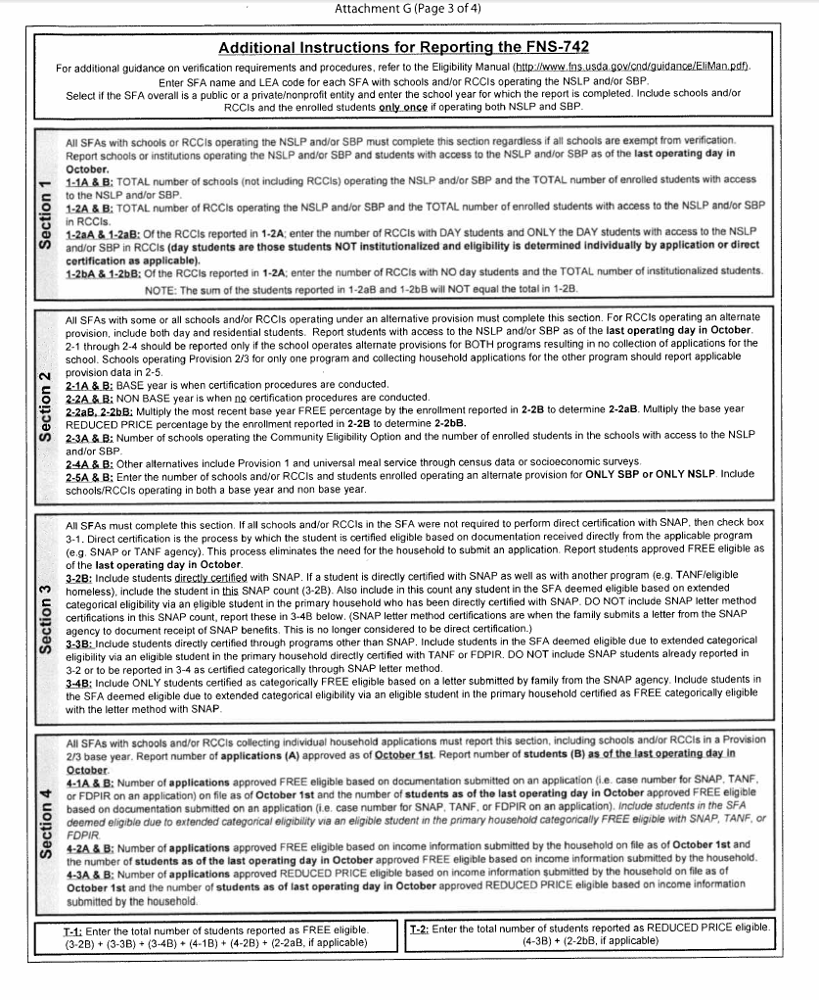 Attachment G (Page 3 of 4)
Additional Instructions for Reporting the FNS-742
For additional guidance on verification requirements and procedures, refer to the Eligibility Manual (http://www.fns.usda.gov/cnd/guidance/EliMan.pdf).
Enter SFA name and LEA code for each SFA with schools and/or RCCIs operating the NSLP and/or SBP.
Select if the SFA overall is a public or a private/nonprofit entity and enter the school year for which the report is completed. Include schools and/or
RCCIs and the enrolled students only once if operating both NSLP and SBP.
Section 1
All SFAs with schools or RCCIs operating the NSLP and/or SBP must complete this section regardless if all schools are exempt from verification.
Report schools or institutions operating the NSLP and/or SBP and students with access to the NSLP and/or SBP as of the last operating day in
October.
1-1A & B: TOTAL number of schools (not including RCCIs) operating the NSLP and/or SBP and the TOTAL number of enrolled students with access
to the NSLP and/or SBP.
1-2A & B: TOTAL number of RCCIs operating the NSLP and/or SBP and the TOTAL number of enrolled students with access to the NSLP and/or SBP
in RCCIs.
1-2aA & 1-2aB: Of the RCCIs reported in 1-2A; enter the number of RCCIs with DAY students and ONLY the DAY students with access to the NSLP
and/or SBP in RCCIs (day students are those students NOT institutionalized and eligibility is determined individually by application or direct
certification as applicable).
1-2bA & 1-2bB: Of the RCCIs reported in 1-2A; enter the number of RCCIs with NO day students and the TOTAL number of institutionalized students.
NOTE: The sum of the students reported in 1-2aB and 1-2bB will NOT equal the total in 1-2B.
Section 2
All SFAs with some or all schools and/or RCCIs operating under an alternative provision must complete this section. For RCCIs operating an alternate
provision, include both day and residential students. Report students with access to the NSLP and/or SBP as of the last operating day in October.
2-1 through 2-4 should be reported only if the school operates alternate provisions for BOTH programs resulting in no collection of applications for the
school. Schools operating Provision 2/3 for only one program and collecting household applications for the other program should report applicable
provision data in 2-5.
2-1A & B: BASE year is when certification procedures are conducted.
2-2A & B: NON BASE year is when no certification procedures are conducted.
2-2aB, 2-2bB: Multiply the most recent base year FREE percentage by the enrollment reported in 2-2B to determine 2-2aB. Multiply the base year
REDUCED PRICE percentage by the enrollment reported in 2-2B to determine 2-2bB.
2-3A & B: Number of schools operating the Community Eligibility Option and the number of enrolled students in the schools with access to the NSLP
and/or SBP.
2-4A & B: Other alternatives include Provision 1 and universal meal service through census data or socioeconomic surveys.
2-5A & B: Enter the number of schools and/or RCCIs and students enrolled operating an alternate provision for ONLY SBP or ONLY NSLP. Include
schools/RCCIs operating in both a base year and non base year.
Section 3
All SFAs must complete this section. If all schools and/or RCCIs in the SFA were not required to perform direct certification with SNAP, then check box
3-1. Direct certification is the process by which the student is certified eligible based on documentation received directly from the applicable program
(e.g. SNAP or TANF agency). This process eliminates the need for the household to submit an application. Report students approved FREE eligible as
of the last operating day in October.
3-2B: Include students directly certified with SNAP. If a student is directly certified with SNAP as well as with another program (e.g. TANF/eligible
homeless), include the student in this SNAP count (3-2B). Also include in this count any student in the SFA deemed eligible based on extended
categorical eligibility via an eligible student in the primary household who has been directly certified with SNAP. DO NOT include SNAP letter method
certifications in this SNAP count, report these in 3-4B below. (SNAP letter method certifications are when the family submits a letter from the SNAP
agency to document receipt of SNAP benefits. This is no longer considered to be direct certification.)
3-3B: Include students directly certified through programs other than SNAP. Include students in the SFA deemed eligible due to extended categorical
eligibility via an eligible student in the primary household directly certified with TANF or FDPIR. DO NOT include SNAP students already reported in
3-2 or to be reported in 3-4 as certified categorically through SNAP letter method.
3-4B: Include ONLY students certified as categorically FREE eligible based on a letter submitted by family from the SNAP agency. Include students in
the SFA deemed eligible due to extended categorical eligibility via an eligible student in the primary household certified as FREE categorically eligible
with the letter method with SNAP.
Section 4
All SFAs with schools and/or RCCIs collecting individual household applications must report this section, including schools and/or RCCIs in a Provision
2/3 base year. Report number of applications (A) approved as of October 1st. Report number of students (B) as of the last operating day in
October.
4-1A & B: Number of applications approved FREE eligible based on documentation submitted on an application (i.e. case number for SNAP, TANF,
or FDPIR on an application) on file as of October 1st and the number of students as of the last operating day in October approved FREE eligible
based on documentation submitted on an application (i.e. case number for SNAP, TANF, or FDPIR on an application). Include students in the SFA
deemed eligible due to extended categorical eligibility via an eligible student in the primary household categorically FREE eligible with SNAP, TANF, or
FDPIR.
4-2A & B: Number of applications approved FREE eligible based on income information submitted by the household on file as of October 1st and
the number of students as of the last operating day in October approved FREE eligible based on income information submitted by the household.
4-3A & B: Number of applications approved REDUCED PRICE eligible based on income information submitted by the household on file as of
October 1st and the number of students as of last operating day in October approved REDUCED PRICE eligible based on income information
submitted by the household.
T-1: Enter the total number of students reported as FREE eligible.
(3-2B) + (3-3B) + (3-4B) + (4-1B) + (4-2B) + (2-2aB, if applicable)
T-2: Enter the total number of students reported as REDUCED PRICE eligible.
(4-3B) + (2-2bB, if applicable)